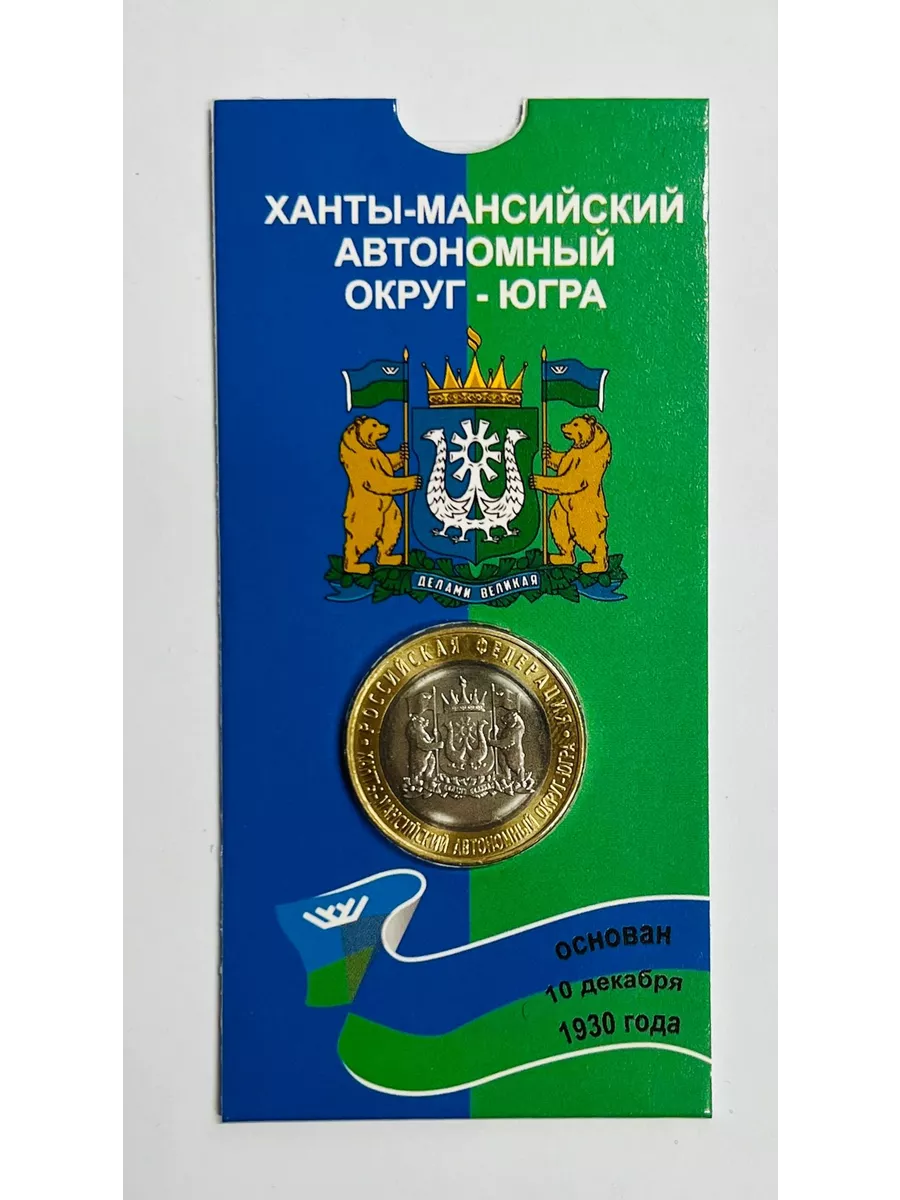 ХАНТЫ-МАНСИЙСКИЙ
АВТОНОМНЫЙ
ОКРУГ - ЮГРА
ДЕЛАМИ ВЕЛИКАЯ
РОССИЙСКАЯ ФЕДЕРАЦИЯ
ХАНТЫ-МАНСИЙСКИЙ АВТОНОМНЫЙ ОКРУГ-ЮГРА
основан
10 декабря
1930 года